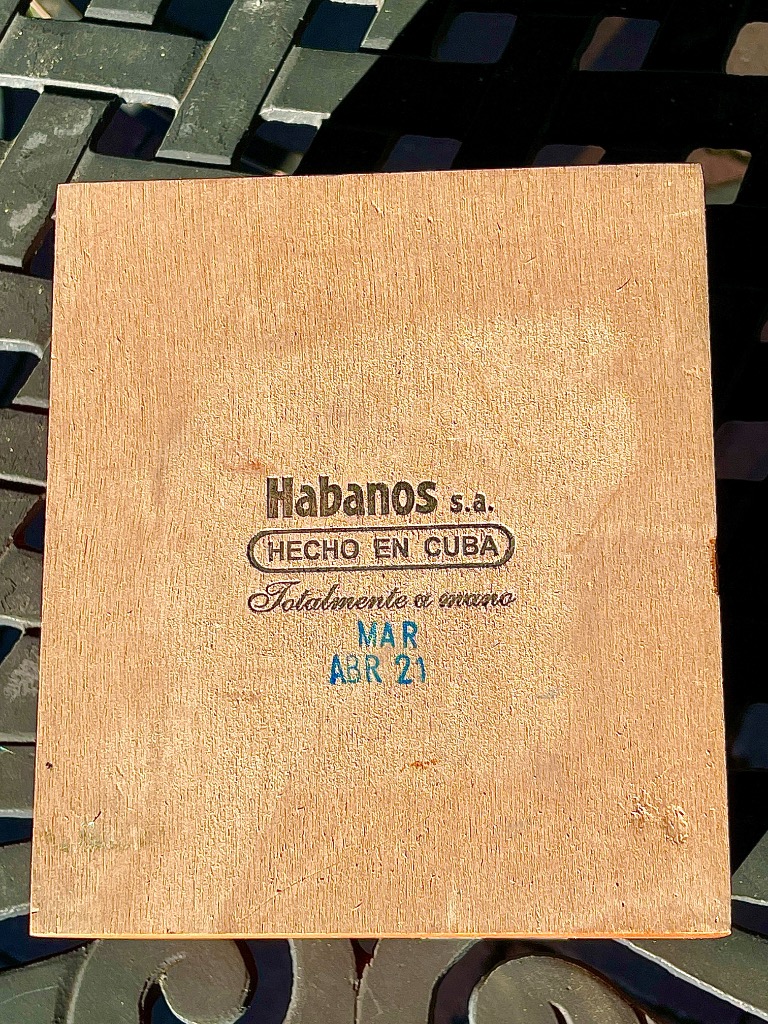 Habanos s.a.
HECHO EN CUBA
Totalmente a mano
MAR
ABR 21